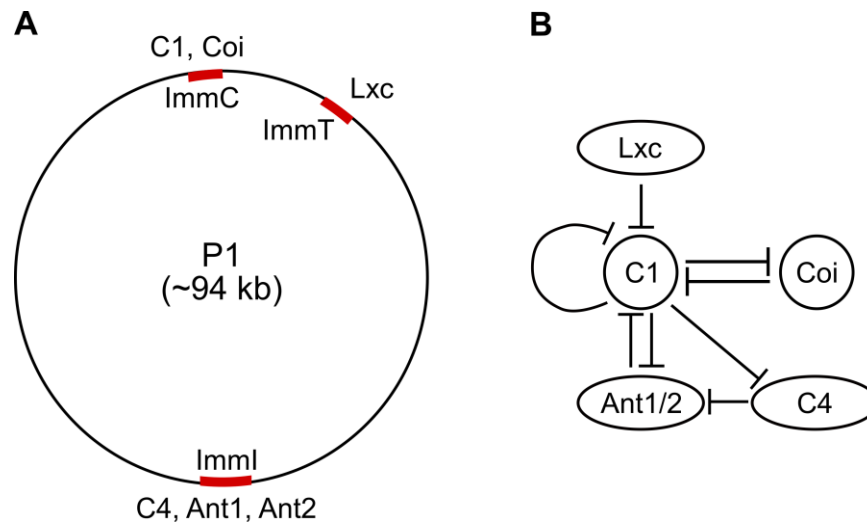 A
C1, Coi
ImmC
Lxc
ImmT
P1
(~94 kb)
ImmI
C4, Ant1, Ant2
B
Lxc
C1
Coi
Ant1/2
C4